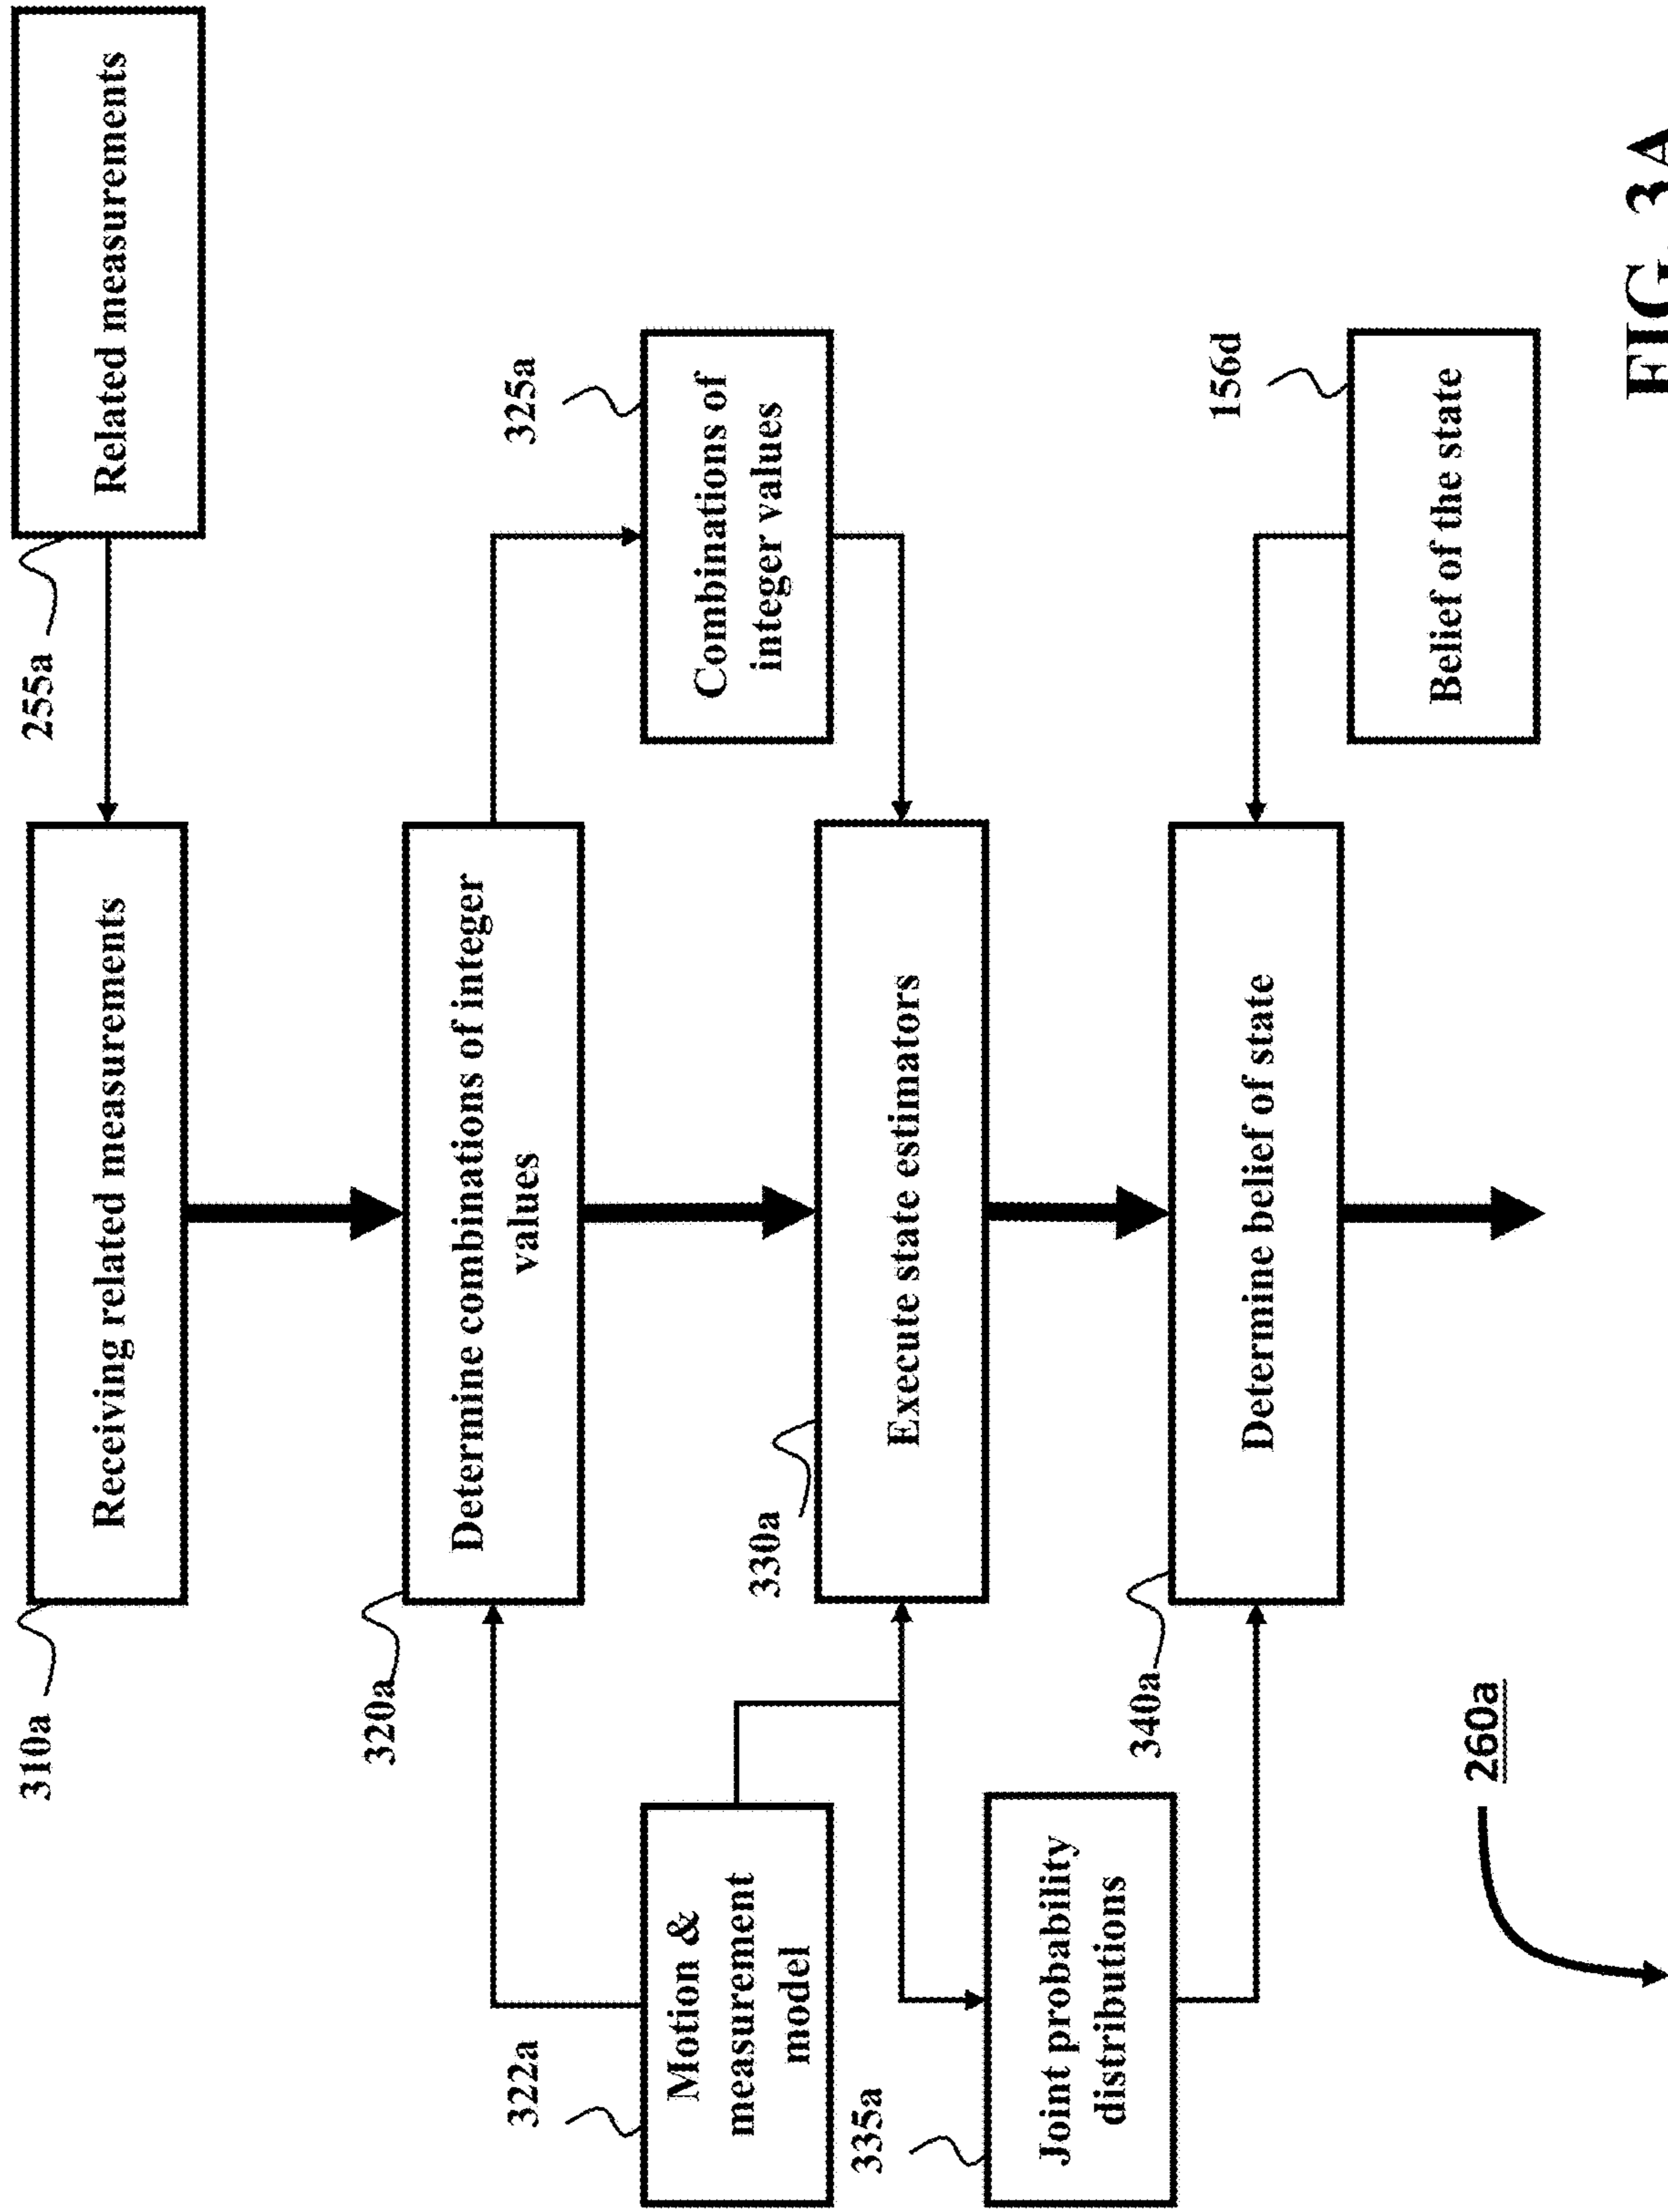 255a
Related measurements
310a
Receiving related measurements
320a
Determine combinations of integer
values
322a
Motion &
measurement
model
325a
Combinations of
integer values
330a
Execute state estimators
335a
Joint probability
distributions
340a
Determine belief of state
156d
Belief of the state
260a
FIG. 3A